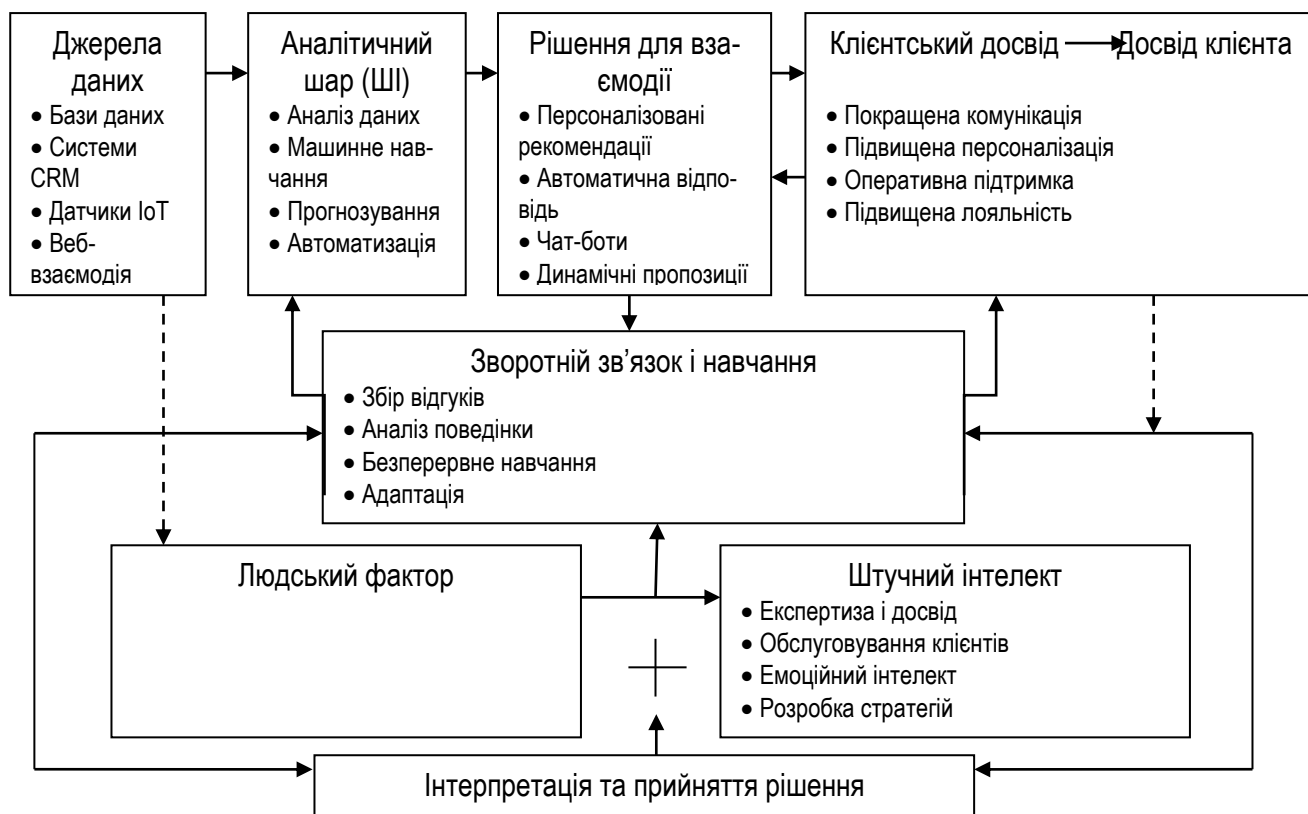 Джерела
даних
• Бази даних
• Системи
CRM
• Датчики IoT
• Веб-
взаємодія
Аналітичний
шар (ШІ)
• Аналіз даних
• Машинне нав-
чання
• Прогнозування
• Автоматизація
Рішення для вза-
ємодії
• Персоналізовані
рекомендації
• Автоматична відпо-
відь
• Чат-боти
• Динамічні пропозиції
Клієнтський досвід Досвід клієнта
• Покращена комунікація
• Підвищена персоналізація
• Оперативна підтримка
• Підвищена лояльність
Зворотній зв’язок і навчання
• Збір відгуків
• Аналіз поведінки
• Безперервне навчання
• Адаптація
Людський фактор
Штучний інтелект
• Експертиза і досвід
• Обслуговування клієнтів
• Емоційний інтелект
• Розробка стратегій
Інтерпретація та прийняття рішення